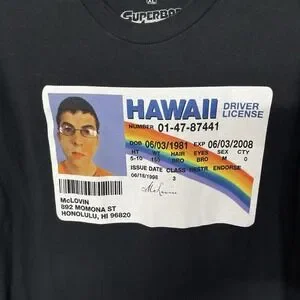 XL
SUPERBAD
HAWAII DRIVER LICENSE
NUMBER 01-47-87441
DOB 06/03/1981 EXP 06/03/2008
HT WT HAIR EYES SEX CTY
5-10 150 BRO BRO M 0
ISSUE DATE CLASS RESTR ENDORSE
06/18/1998 3
McLovin
McLOVIN
892 MOMONA ST
HONOLULU, HI 96820